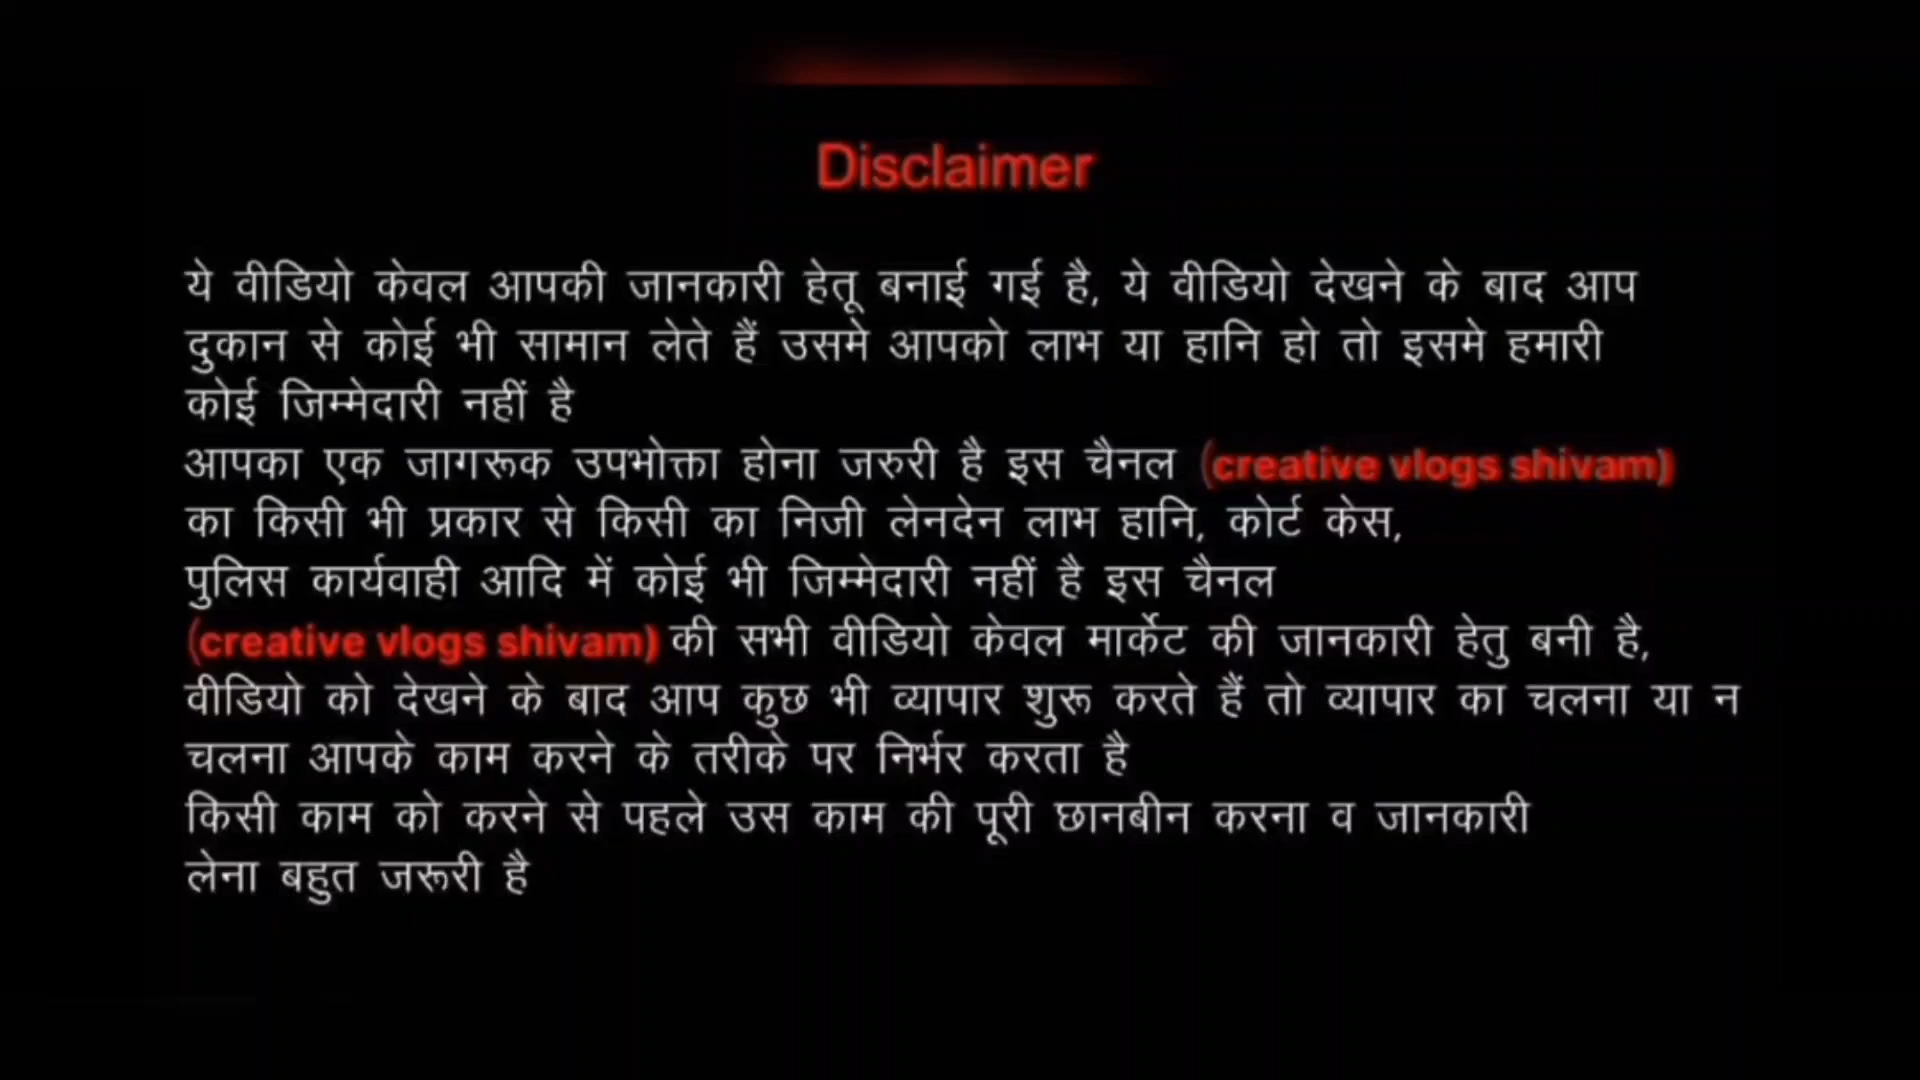 Disclaimer
ये वीडियो केवल आपकी जानकारी हेतू बनाई गई है, ये वीडियो देखने के बाद आप
दुकान से कोई भी सामान लेते हैं उसमे आपको लाभ या हानि हो तो इसमे हमारी
कोई जिम्मेदारी नहीं है
आपका एक जागरूक उपभोक्ता होना जरुरी है इस चैनल (creative vlogs shivam)
का किसी भी प्रकार से किसी का निजी लेनदेन लाभ हानि, कोर्ट केस,
पुलिस कार्यवाही आदि में कोई भी जिम्मेदारी नहीं है इस चैनल
(creative vlogs shivam) की सभी वीडियो केवल मार्केट की जानकारी हेतु बनी है,
वीडियो को देखने के बाद आप कुछ भी व्यापार शुरू करते हैं तो व्यापार का चलना या न
चलना आपके काम करने के तरीके पर निर्भर करता है
किसी काम को करने से पहले उस काम की पूरी छानबीन करना व जानकारी
लेना बहुत जरूरी है